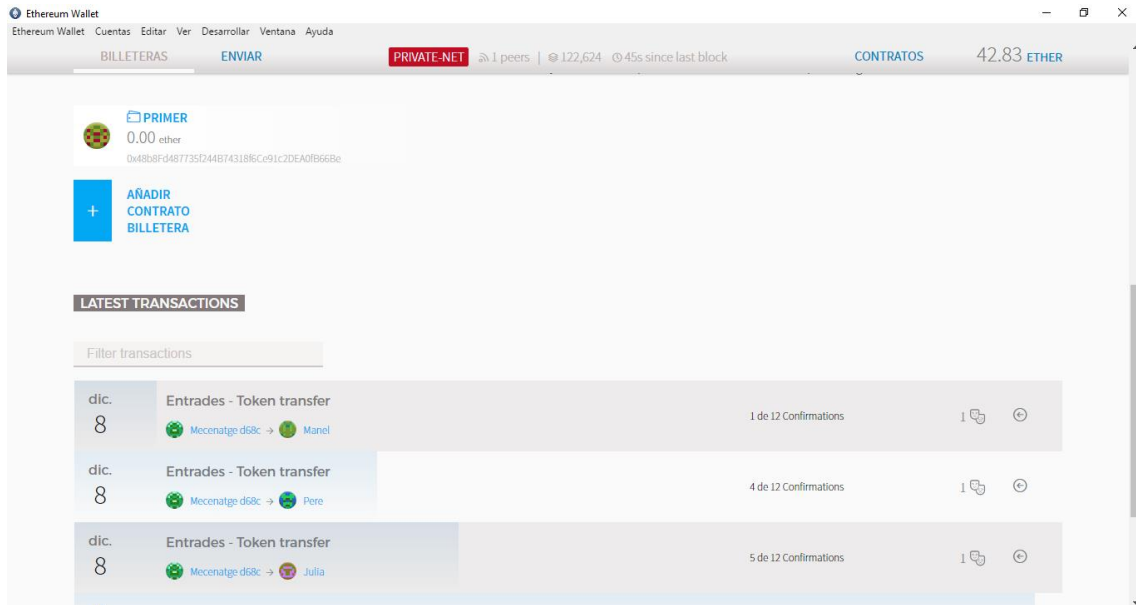 Ethereum Wallet
Ethereum Wallet Cuentas Editar Ver Desarrollar Ventana Ayuda
BILLETERAS ENVIAR PRIVATE-NET 1 peers | 122,624 45s since last block CONTRATOS 42.83 ETHER
PRIMER
0.00 ether
AÑADIR
CONTRATO
BILLETERA
LATEST TRANSACTIONS
Filter transactions
dic.
8
Entrades - Token transfer
Mecenatge d68c → Manel
1 de 12 Confirmations
1
dic.
8
Entrades - Token transfer
Mecenatge d68c → Pere
4 de 12 Confirmations
1
dic.
8
Entrades - Token transfer
Mecenatge d68c → Julia
5 de 12 Confirmations
1